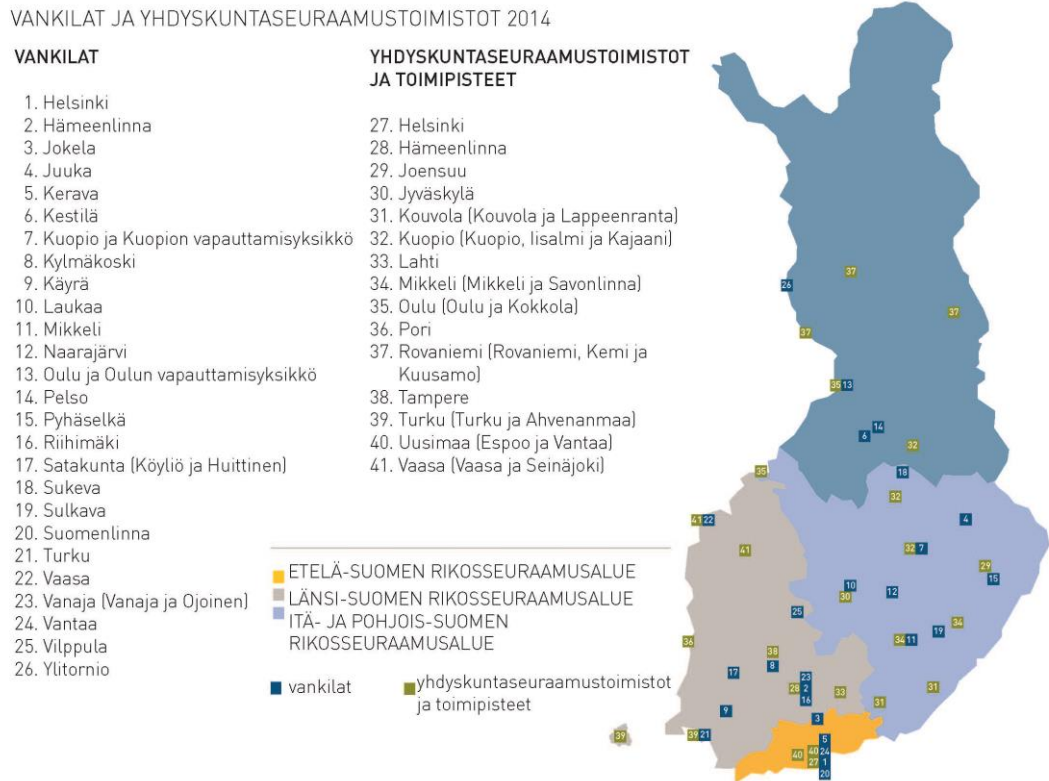 VANKILAT JA YHDYSKUNTASEURAAMUSTOIMISTOT 2014
VANKILAT
1. Helsinki
2. Hämeenlinna
3. Jokela
4. Juuka
5. Kerava
6. Kestilä
7. Kuopio ja Kuopion vapauttamisyksikkö
8. Kylmäkoski
9. Käyrä
10. Laukaa
11. Mikkeli
12. Naarajärvi
13. Oulu ja Oulun vapauttamisyksikkö
14. Pelso
15. Pyhäselkä
16. Riihimäki
17. Satakunta (Köyliö ja Huittinen)
18. Sukeva
19. Sulkava
20. Suomenlinna
21. Turku
22. Vaasa
23. Vanaja (Vanaja ja Ojoinen)
24. Vantaa
25. Vilppula
26. Ylitornio
YHDYSKUNTASEURAAMUSTOIMISTOT
JA TOIMIPISTEET
27. Helsinki
28. Hämeenlinna
29. Joensuu
30. Jyväskylä
31. Kouvola (Kouvola ja Lappeenranta)
32. Kuopio (Kuopio, Iisalmi ja Kajaani)
33. Lahti
34. Mikkeli (Mikkeli ja Savonlinna)
35. Oulu (Oulu ja Kokkola)
36. Pori
37. Rovaniemi (Rovaniemi, Kemi ja
Kuusamo)
38. Tampere
39. Turku (Turku ja Ahvenanmaa)
40. Uusimaa (Espoo ja Vantaa)
41. Vaasa (Vaasa ja Seinäjoki)
ETELÄ-SUOMEN RIKOSSEURAAMUSALUE
LÄNSI-SUOMEN RIKOSSEURAAMUSALUE
ITÄ- JA POHJOIS-SUOMEN
RIKOSSEURAAMUSALUE
vankilat
yhdyskuntaseuraamustoimistot
ja toimipisteet
37
26
37
37
35 13
14
6
32
35
18
32
41 22
4
41
32 7
29
15
10
30
12
25
34
19
36
34 11
38
8
17
23
28 2
16
33
31
31
9
3
39
39 21
5
40
40 24
27 1
20